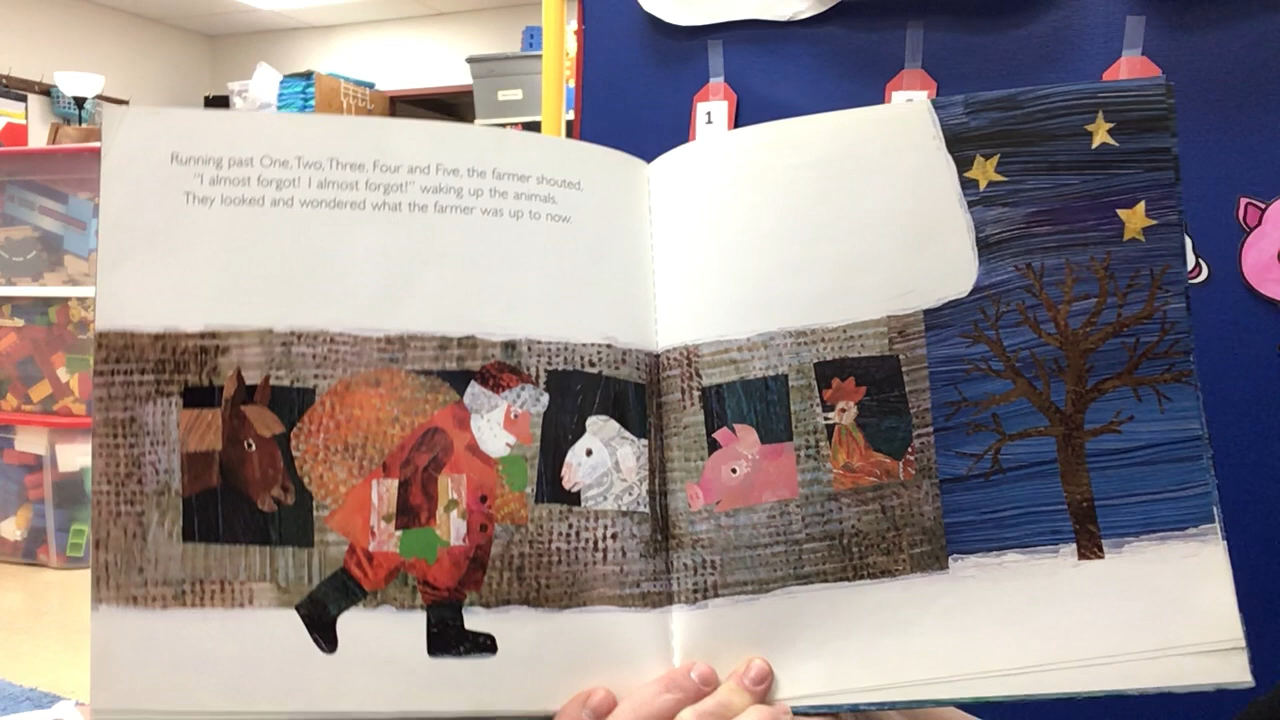 Running past One, Two, Three, Four and Five, the farmer shouted,
"I almost forgot! I almost forgot!" waking up the animals.
They looked and wondered what the farmer was up to now.
1